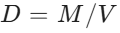 D = M/V